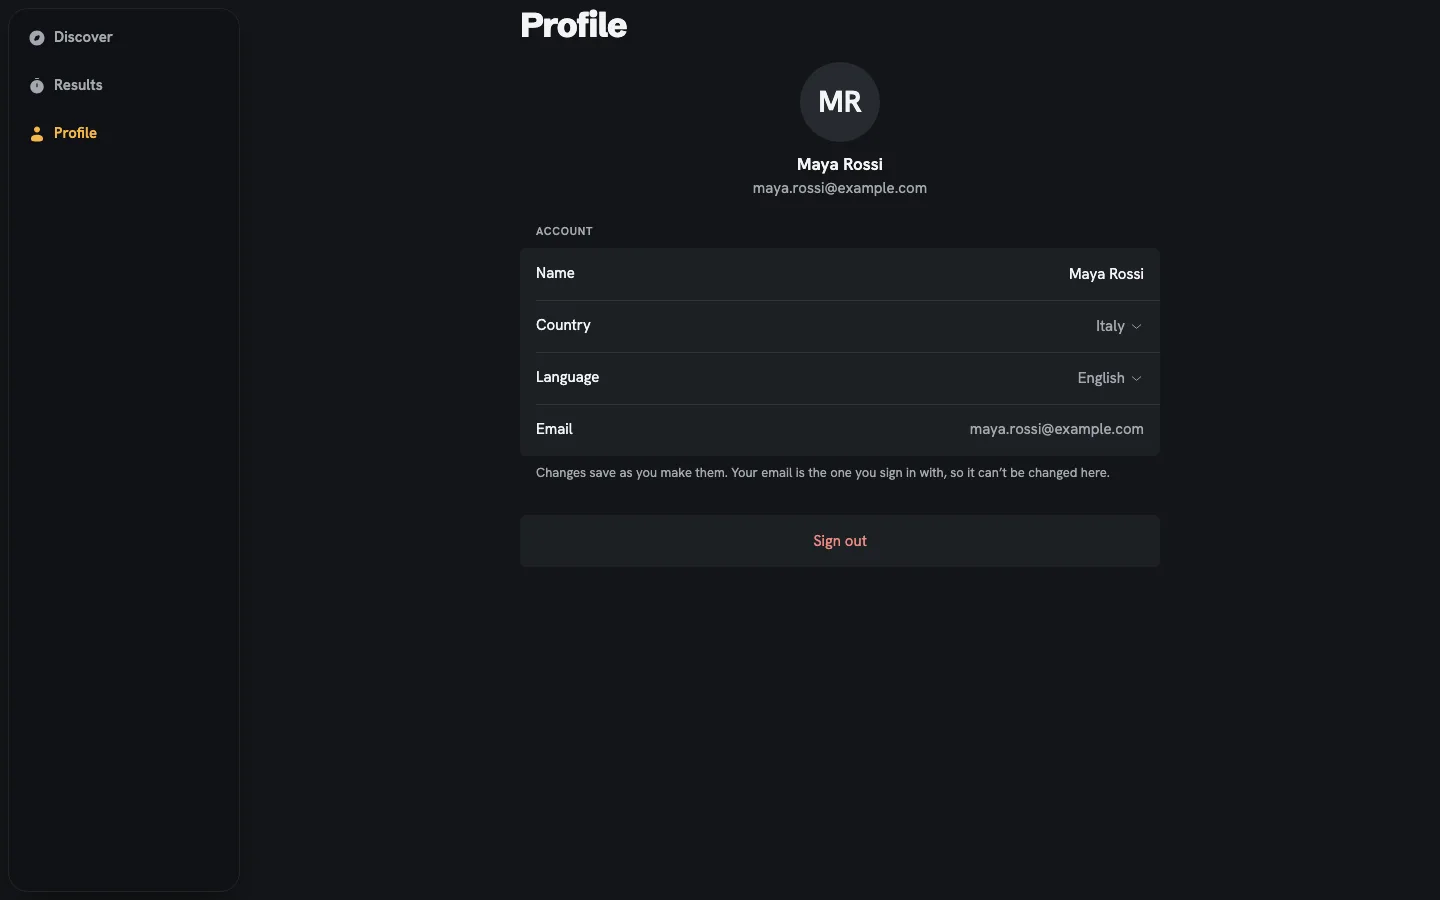 Discover
Results
Profile
Profile
MR
Maya Rossi
maya.rossi@example.com
ACCOUNT
Name Maya Rossi
Country Italy
Language English
Email maya.rossi@example.com
Changes save as you make them. Your email is the one you sign in with, so it can’t be changed here.
Sign out